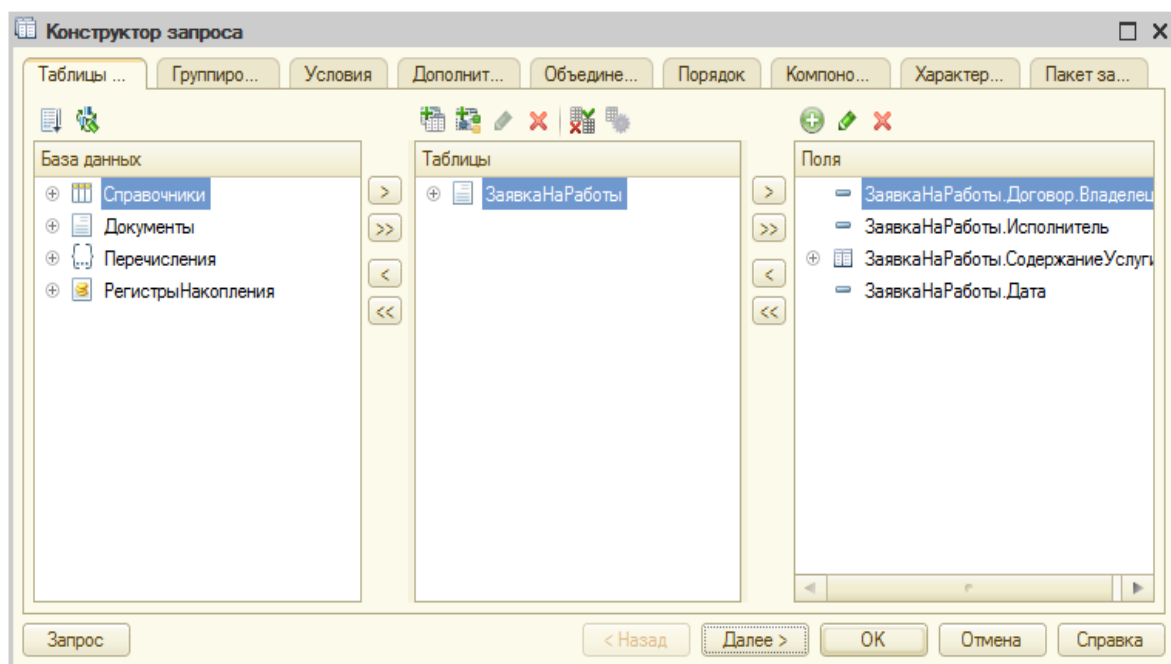 Конструктор запроса
Таблицы ... Группиро... Условия Дополнит... Объедине... Порядок Компоно... Характер... Пакет за...
База данных Таблицы Поля
Справочники ЗаявкаНаРаботы ЗаявкаНаРаботы.Договор.Владелец
Документы ЗаявкаНаРаботы.Исполнитель
Перечисления ЗаявкаНаРаботы.СодержаниеУслуги
РегистрыНакопления ЗаявкаНаРаботы.Дата
> >
>> >>
< <
<< <<
Запрос < Назад Далее > OK Отмена Справка